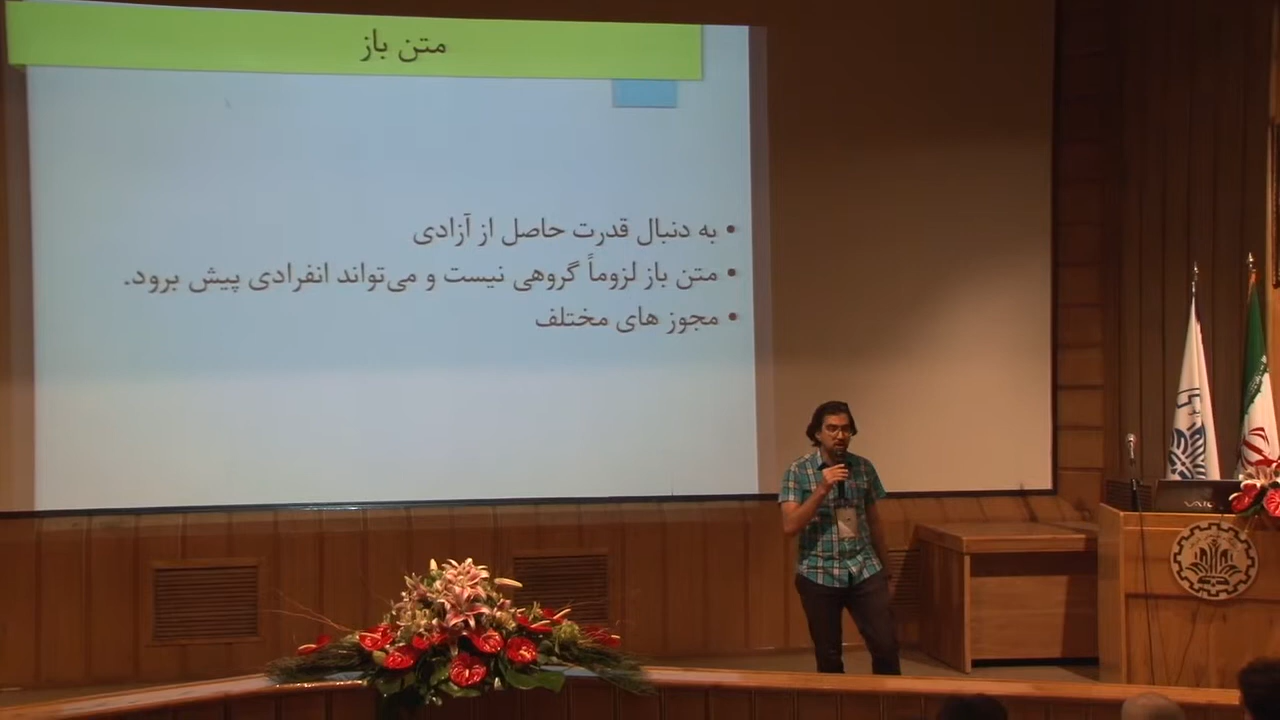 متن باز
• به دنبال قدرت حاصل از آزادی
• متن باز لزوماً گروهی نیست و می‌تواند انفرادی پیش برود.
• مجوز های مختلف
VAIO